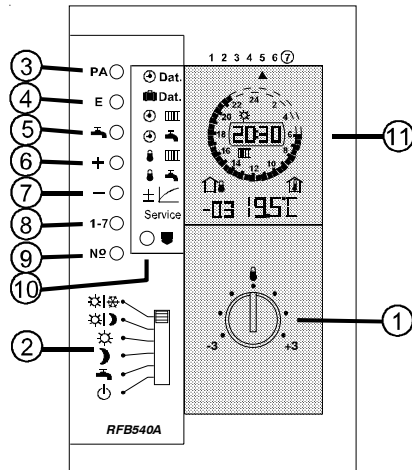 1 2 3 4 5 6 7
3 PA
4 E
5
6 +
7 −
8 1-7
9 Nº
10
Dat.
Dat.
±
Service
24
22 2
20 4
18 20:30 6
16 8
14 10
12
-03 19.5°C
11
-3 +3
1
2
RFB540A